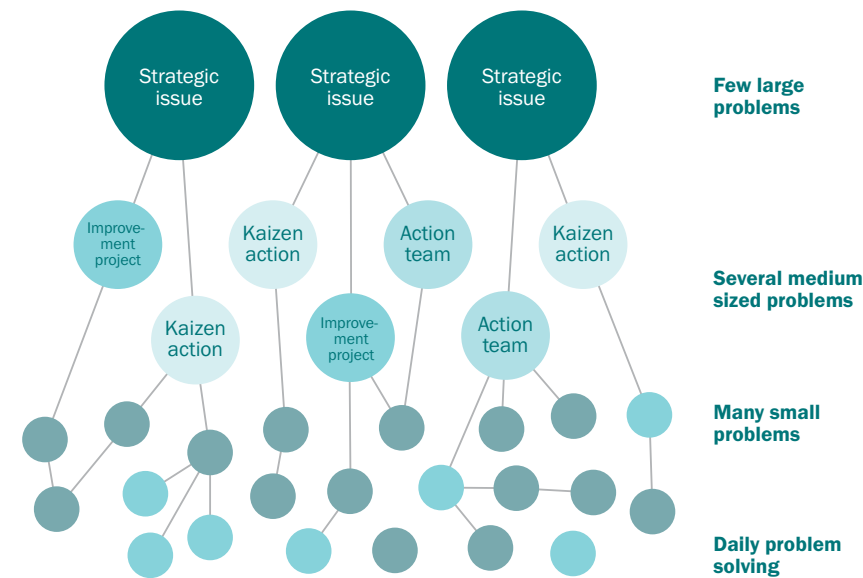 Strategic
issue
Strategic
issue
Strategic
issue
Few large
problems
Improve-
ment
project
Kaizen
action
Action
team
Kaizen
action
Several medium
sized problems
Kaizen
action
Improve-
ment
project
Action
team
Many small
problems
Daily problem
solving